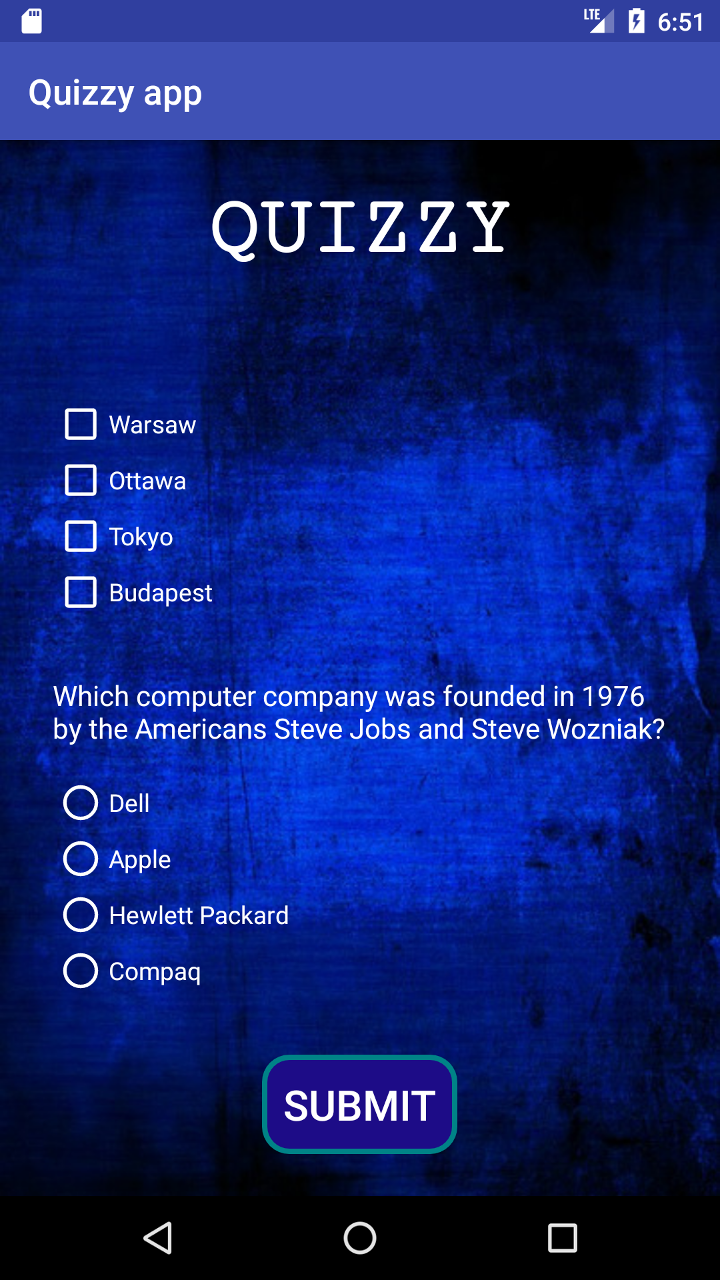 LTE 6:51
Quizzy app
QUIZZY
Warsaw
Ottawa
Tokyo
Budapest
Which computer company was founded in 1976
by the Americans Steve Jobs and Steve Wozniak?
Dell
Apple
Hewlett Packard
Compaq
SUBMIT